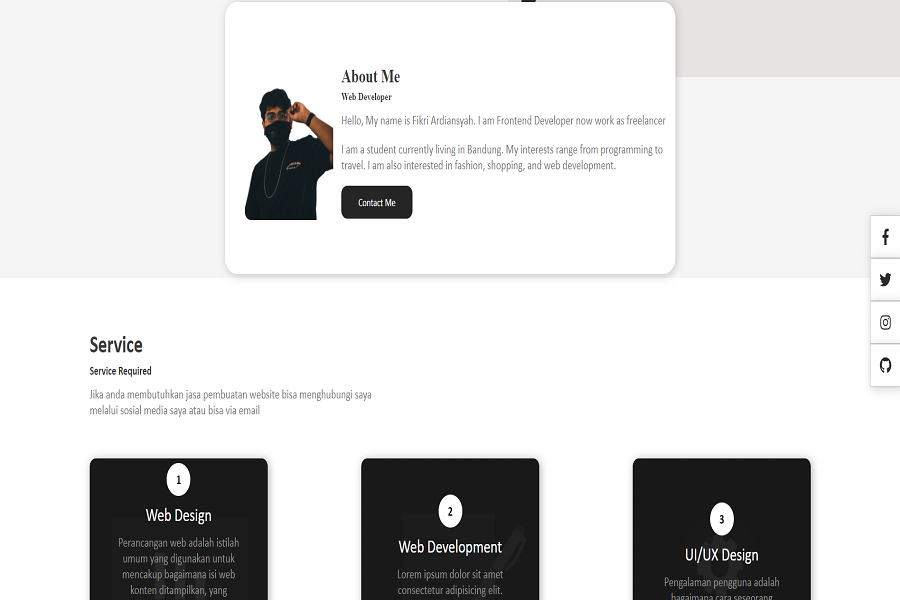 About Me
Web Developer
Hello, My name is Fikri Ardiansyah. I am Frontend Developer now work as freelancer
I am a student currently living in Bandung. My interests range from programming to
travel. I am also interested in fashion, shopping, and web development.
Contact Me
Service
Service Required
Jika anda membutuhkan jasa pembuatan website bisa menghubungi saya
melalui sosial media saya atau bisa via email
1
Web Design
Perancangan web adalah istilah
umum yang digunakan untuk
mencakup bagaimana isi web
konten ditampilkan, yang
2
Web Development
Lorem ipsum dolor sit amet
consectetur adipisicing elit.
3
UI/UX Design
Pengalaman pengguna adalah
bagaimana cara seseorang